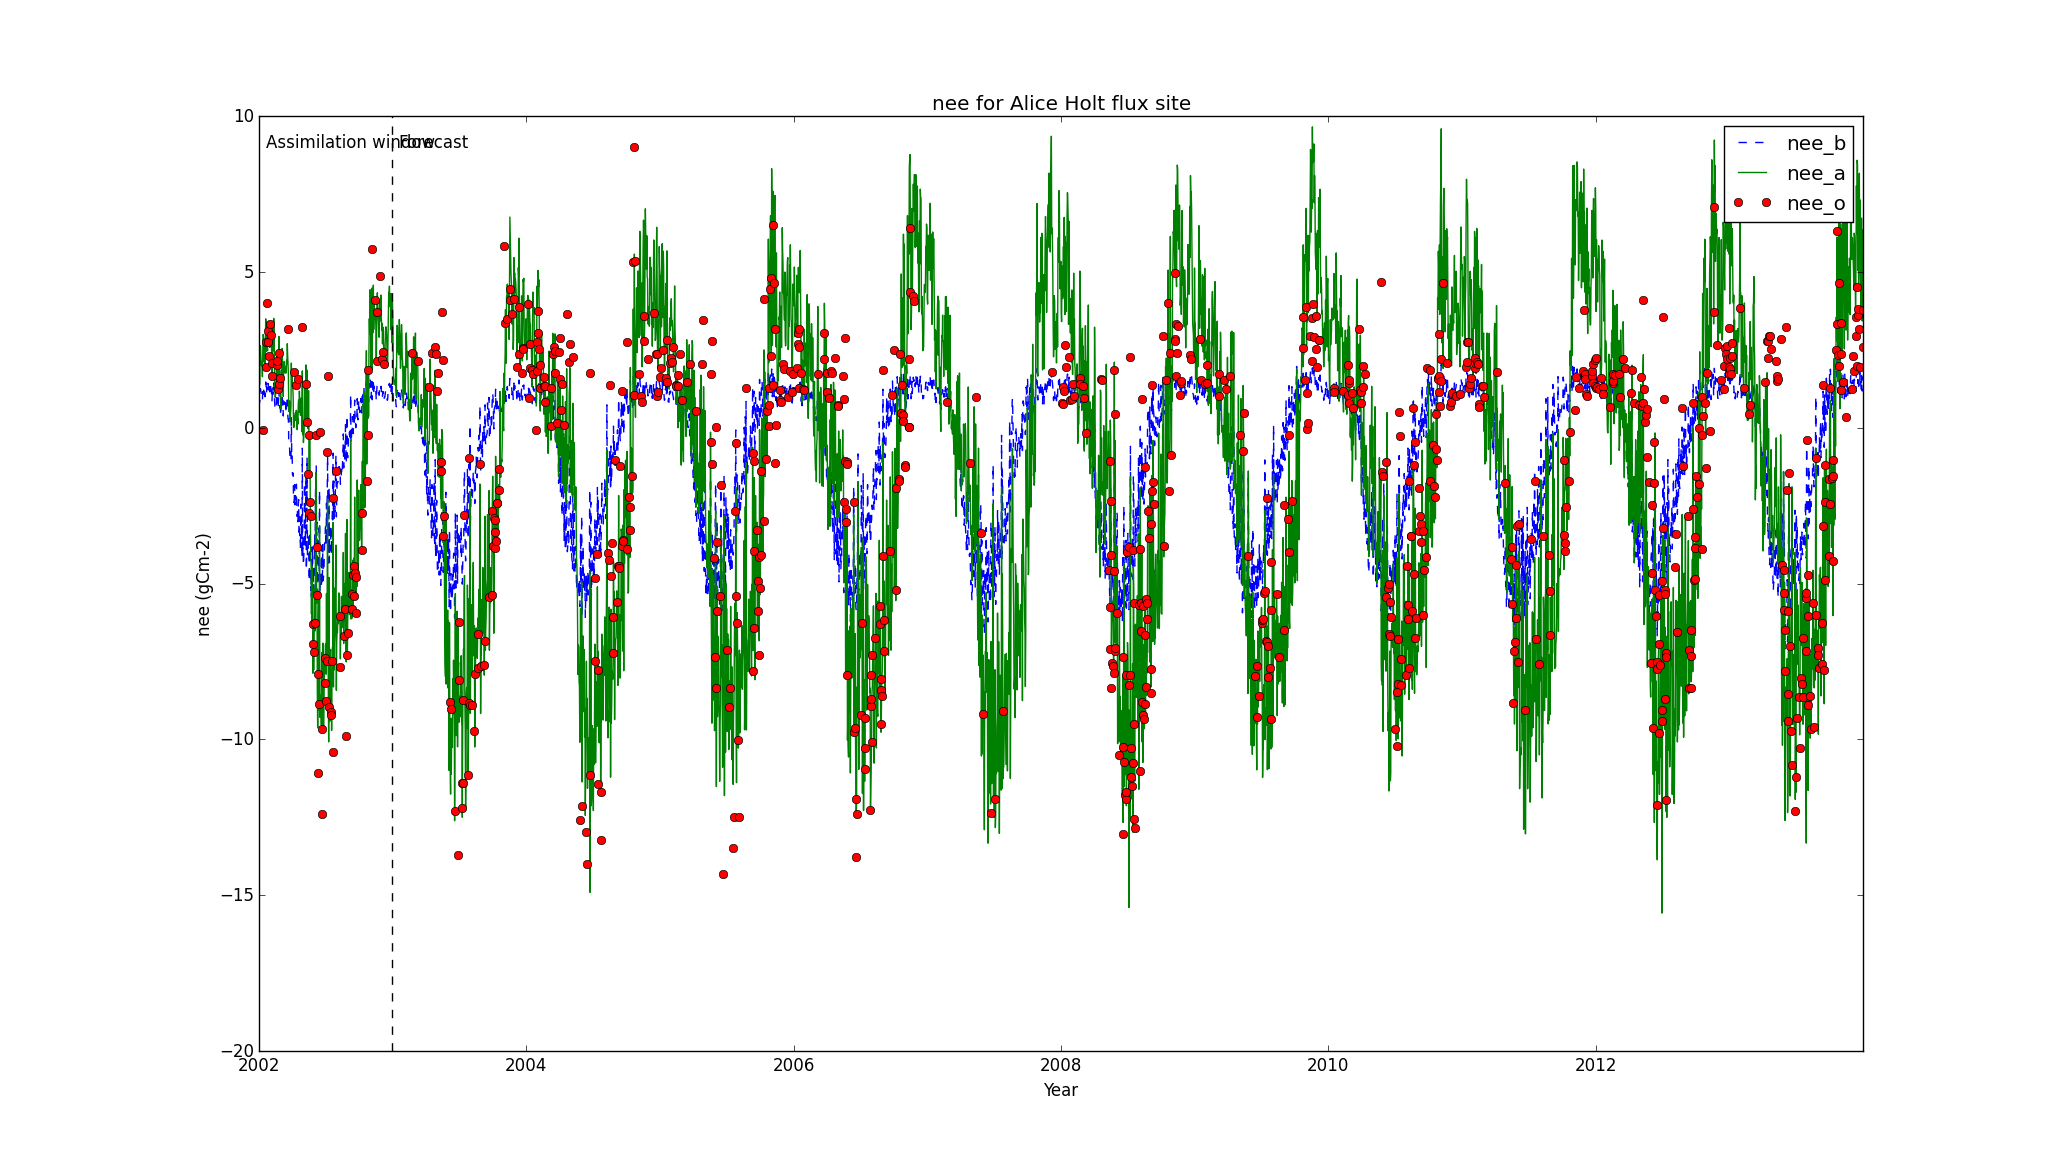 nee for Alice Holt flux site
Assimilation window
Forecast
nee_b
nee_a
nee_o
10
5
0
−5
−10
−15
−20
nee (gCm-2)
2002 2004 2006 2008 2010 2012
Year